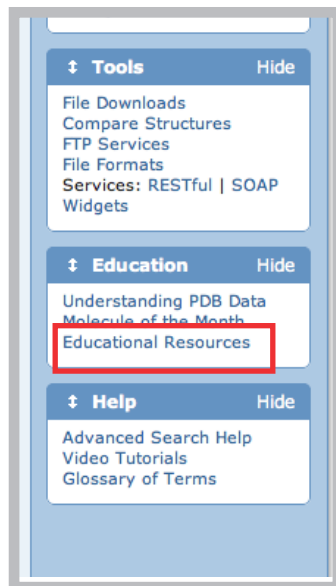 ↕ Tools Hide
File Downloads
Compare Structures
FTP Services
File Formats
Services: RESTful | SOAP
Widgets
↕ Education Hide
Understanding PDB Data
Molecule of the Month
Educational Resources
↕ Help Hide
Advanced Search Help
Video Tutorials
Glossary of Terms